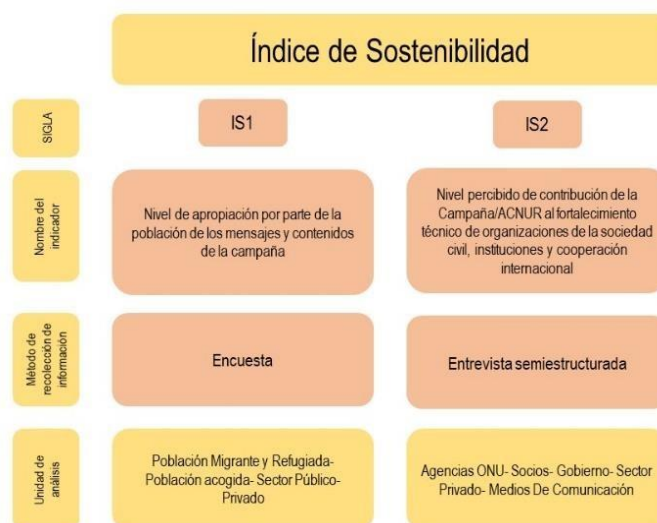 Índice de Sostenibilidad
SIGLA
IS1
IS2
Nombre del
indicador
Nivel de apropiación por parte de la
población de los mensajes y contenidos
de la campaña
Nivel percibido de contribución de la
Campaña/ACNUR al fortalecimiento
técnico de organizaciones de la sociedad
civil, instituciones y cooperación
internacional
Método de
recolección de
información
Encuesta
Entrevista semiestructurada
Unidad de
análisis
Población Migrante y Refugiada-
Población acogida- Sector Público-
Privado
Agencias ONU- Socios- Gobierno- Sector
Privado- Medios De Comunicación